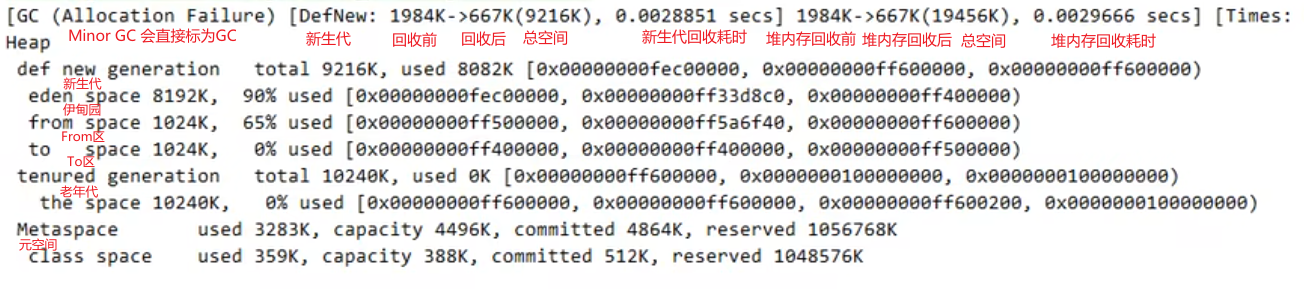 [GC (Allocation Failure) [DefNew: 1984K->667K(9216K), 0.0028851 secs] 1984K->667K(19456K), 0.0029666 secs] [Times:
Minor GC 会直接标为GC 新生代 回收前 回收后 总空间 新生代回收耗时 堆内存回收前 堆内存回收后 总空间 堆内存回收耗时
Heap
def new generation total 9216K, used 8082K [0x00000000fec00000, 0x00000000ff600000, 0x00000000ff600000)
新生代
eden space 8192K, 90% used [0x00000000fec00000, 0x00000000ff33d8c0, 0x00000000ff400000)
伊甸园
from space 1024K, 65% used [0x00000000ff500000, 0x00000000ff5a6f40, 0x00000000ff600000)
From区
to space 1024K, 0% used [0x00000000ff400000, 0x00000000ff400000, 0x00000000ff500000)
To区
tenured generation total 10240K, used 0K [0x00000000ff600000, 0x0000000100000000, 0x0000000100000000)
老年代
the space 10240K, 0% used [0x00000000ff600000, 0x00000000ff600000, 0x00000000ff600200, 0x0000000100000000)
Metaspace used 3283K, capacity 4496K, committed 4864K, reserved 1056768K
元空间
class space used 359K, capacity 388K, committed 512K, reserved 1048576K